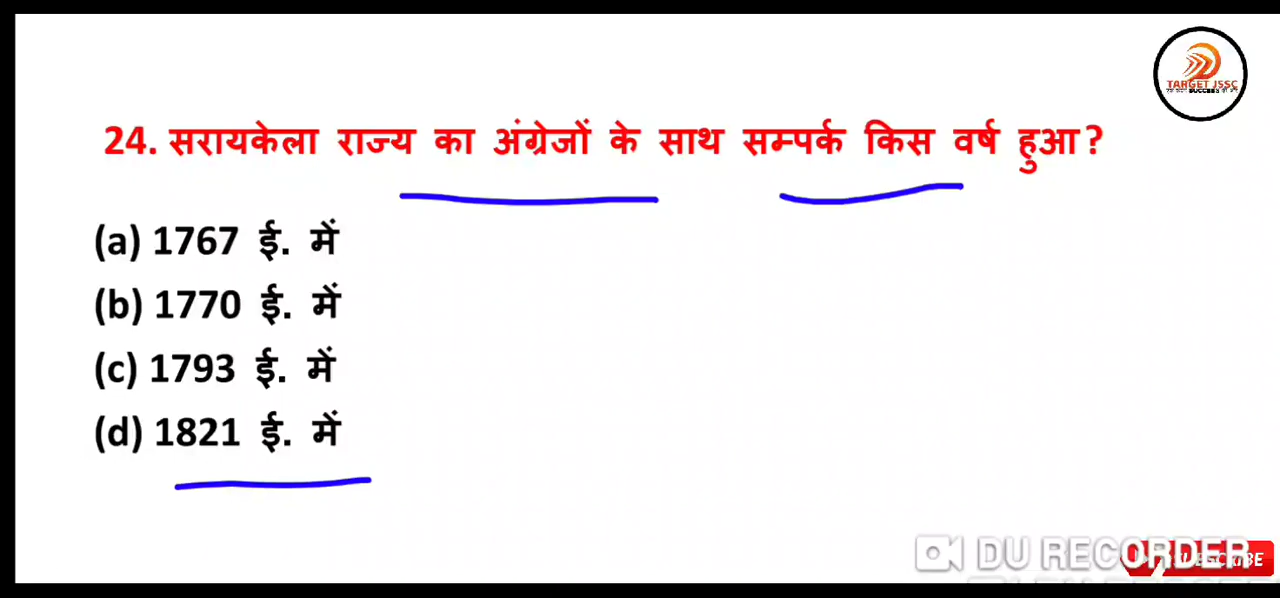 TARGET JSSC
24. सरायकेला राज्य का अंग्रेजों के साथ सम्पर्क किस वर्ष हुआ?
(a) 1767 ई. में
(b) 1770 ई. में
(c) 1793 ई. में
(d) 1821 ई. में
DU RECORDER